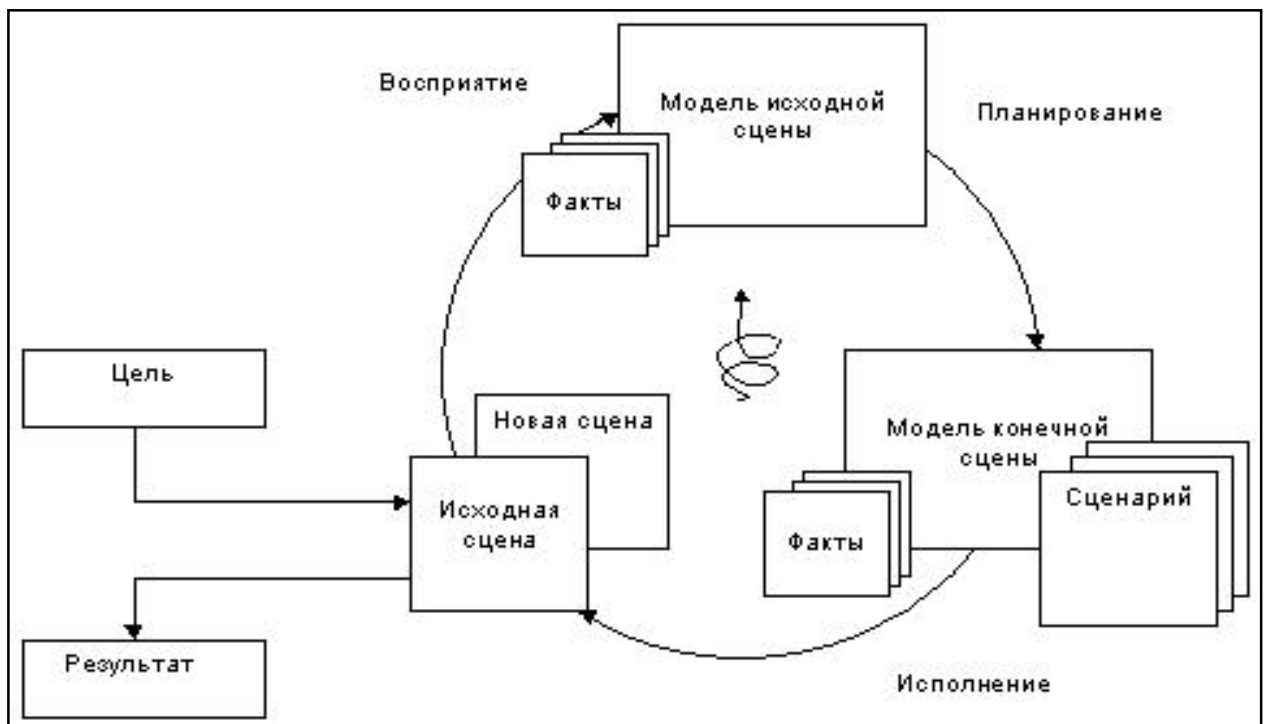 Восприятие
Модель исходной
сцены
Планирование
Факты
Цель
Новая сцена
Модель конечной
сцены
Исходная
сцена
Сценарий
Факты
Результат
Исполнение